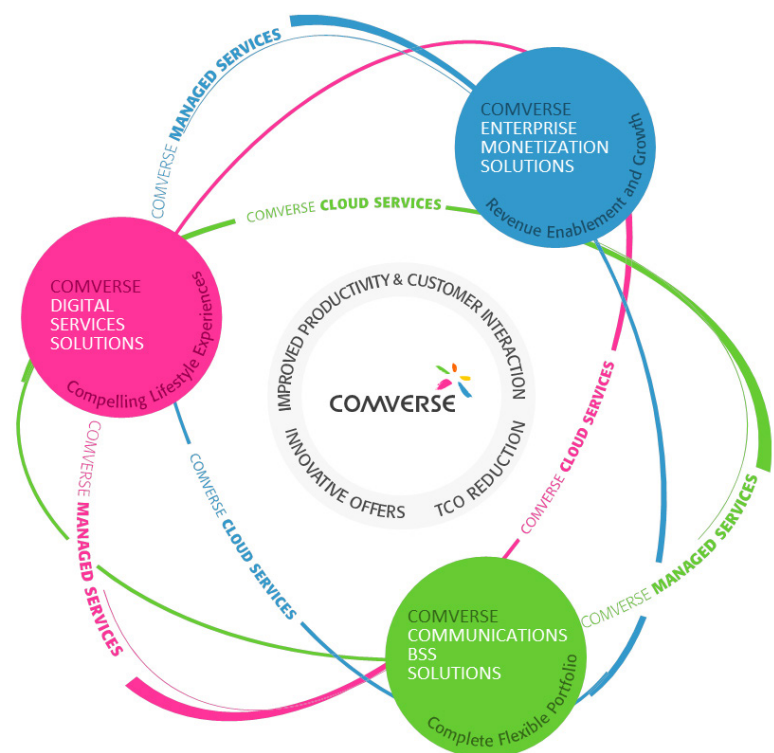 COMVERSE MANAGED SERVICES
COMVERSE
ENTERPRISE
MONETIZATION
SOLUTIONS
Revenue Enablement and Growth
COMVERSE CLOUD SERVICES
COMVERSE
DIGITAL
SERVICES
SOLUTIONS
Compelling Lifestyle Experiences
IMPROVED PRODUCTIVITY & CUSTOMER INTERACTION
COMVERSE
INNOVATIVE OFFERS
TCO REDUCTION
COMVERSE CLOUD SERVICES
COMVERSE MANAGED SERVICES
COMVERSE CLOUD SERVICES
COMVERSE MANAGED SERVICES
COMVERSE
COMMUNICATIONS
BSS
SOLUTIONS
Complete Flexible Portfolio